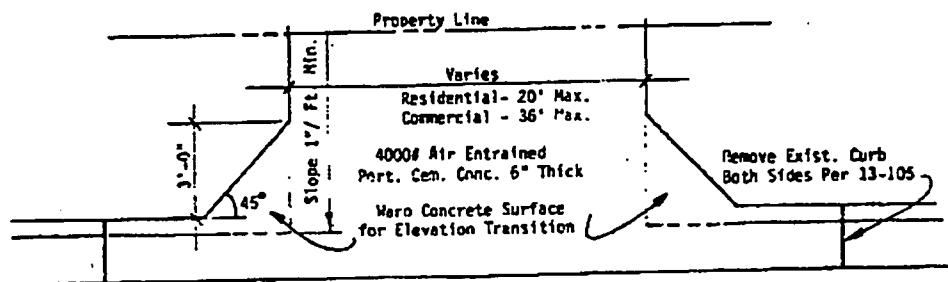 Property Line
Varies
Residential- 20' Max.
Commercial - 36' Max.
Slope 1"/ Ft. Min.
3'-0"
4000# Air Entrained
Port. Cem. Conc. 6" Thick
45°
Warp Concrete Surface
for Elevation Transition
Remove Exist. Curb
Both Sides Per 13-105